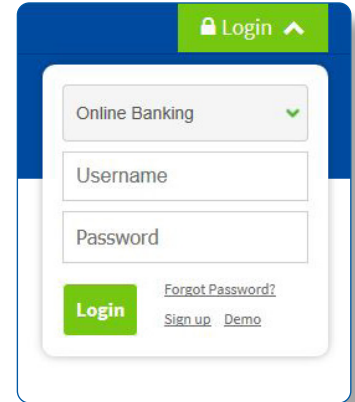 Login
Online Banking
Username
Password
Login
Forgot Password?
Sign up Demo